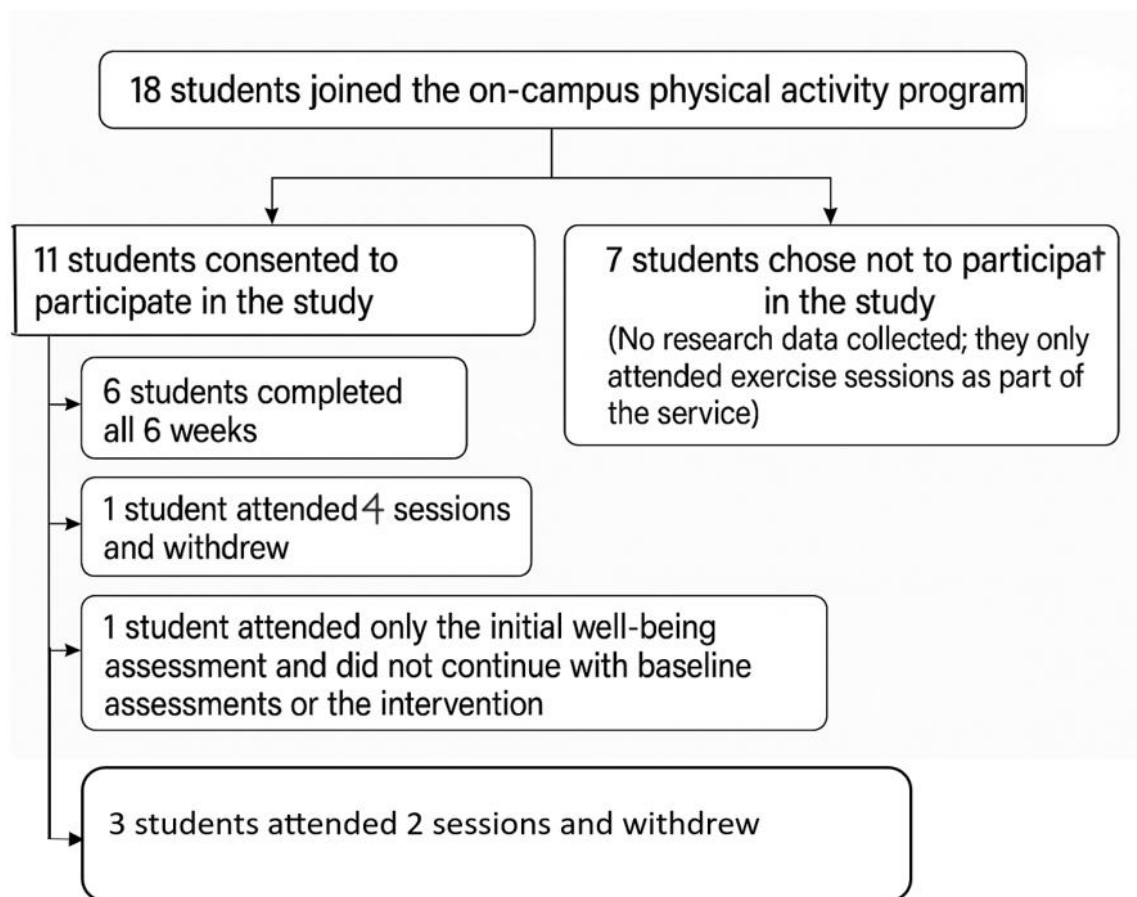 18 students joined the on-campus physical activity program
11 students consented to
participate in the study
7 students chose not to participat
in the study
(No research data collected; they only
attended exercise sessions as part of
the service)
6 students completed
all 6 weeks
1 student attended 4 sessions
and withdrew
1 student attended only the initial well-being
assessment and did not continue with baseline
assessments or the intervention
3 students attended 2 sessions and withdrew